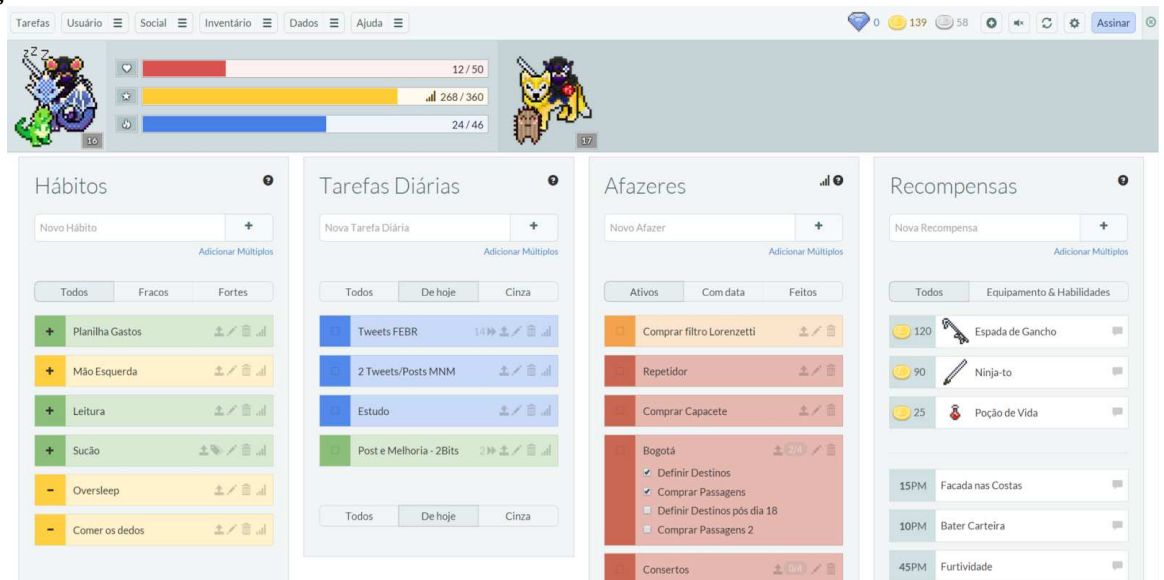 Tarefas Usuário Social Inventário Dados Ajuda 0 139 58 Assinar
zZZ
12/50
268/360
24/46
16
17
Hábitos
Novo Hábito
Adicionar Múltiplos
Todos Fracos Fortes
Planilha Gastos
Mão Esquerda
Leitura
Sucão
Oversleep
Comer os dedos
Tarefas Diárias
Nova Tarefa Diária
Adicionar Múltiplos
Todos De hoje Cinza
Tweets FEBR 14
2 Tweets/Posts MNM
Estudo
Post e Melhoria - 2Bits 2
Todos De hoje Cinza
Afazeres
Novo Afazer
Adicionar Múltiplos
Ativos Com data Feitos
Comprar filtro Lorenzetti
Repetidor
Comprar Capacete
Bogotá 2/4
Definir Destinos
Comprar Passagens
Definir Destinos pós dia 18
Comprar Passagens 2
Consertos 0/4
Recompensas
Nova Recompensa
Adicionar Múltiplos
Todos Equipamento & Habilidades
120 Espada de Gancho
90 Ninja-to
25 Poção de Vida
15PM Facada nas Costas
10PM Bater Carteira
45PM Furtividade